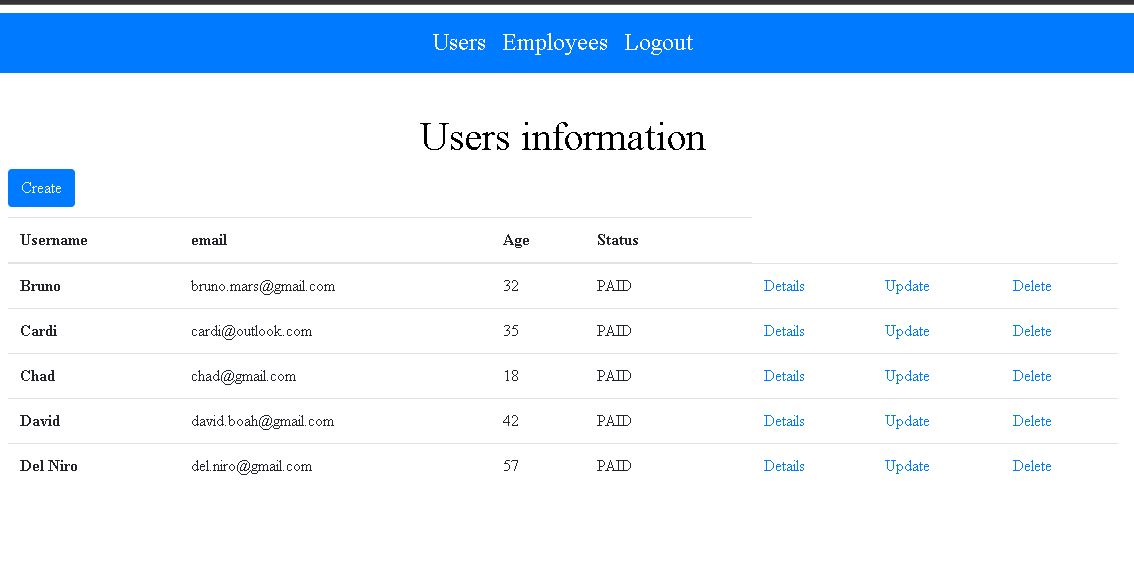 Users Employees Logout
Users information
Create
Username email Age Status
Bruno bruno.mars@gmail.com 32 PAID Details Update Delete
Cardi cardi@outlook.com 35 PAID Details Update Delete
Chad chad@gmail.com 18 PAID Details Update Delete
David david.boah@gmail.com 42 PAID Details Update Delete
Del Niro del.niro@gmail.com 57 PAID Details Update Delete